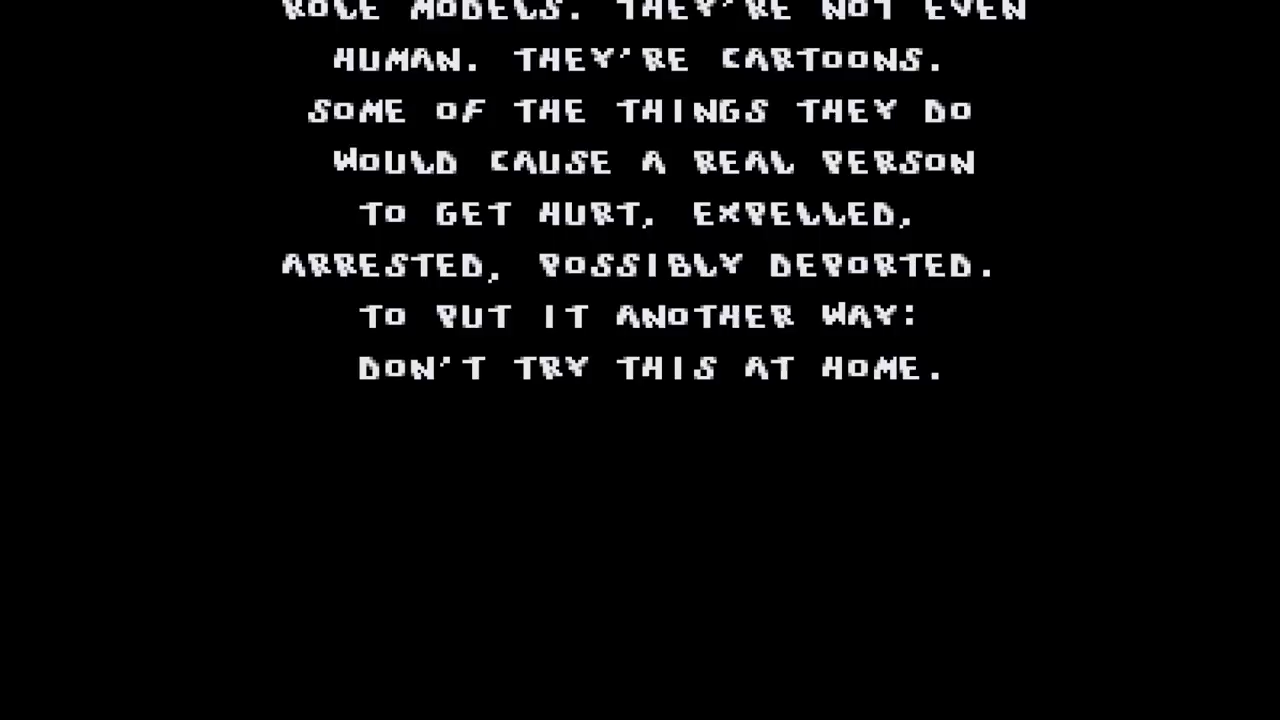 ROLE MODELS. THEY'RE NOT EVEN
HUMAN. THEY'RE CARTOONS.
SOME OF THE THINGS THEY DO
WOULD CAUSE A REAL PERSON
TO GET HURT, EXPELLED,
ARRESTED, POSSIBLY DEPORTED.
TO PUT IT ANOTHER WAY:
DON'T TRY THIS AT HOME.